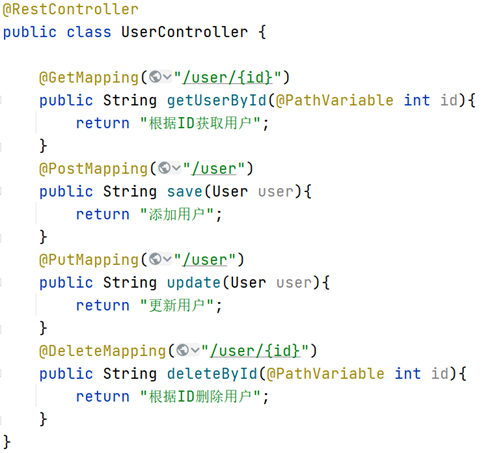 @RestController
public class UserController {
@GetMapping("/user/{id}")
public String getUserById(@PathVariable int id){
return "根据ID获取用户";
}
@PostMapping("/user")
public String save(User user){
return "添加用户";
}
@PutMapping("/user")
public String update(User user){
return "更新用户";
}
@DeleteMapping("/user/{id}")
public String deleteById(@PathVariable int id){
return "根据ID删除用户";
}
}